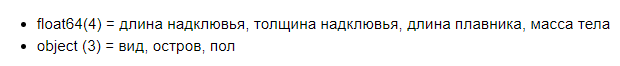 • float64(4) = длина надклювья, толщина надклювья, длина плавника, масса тела
• object (3) = вид, остров, пол